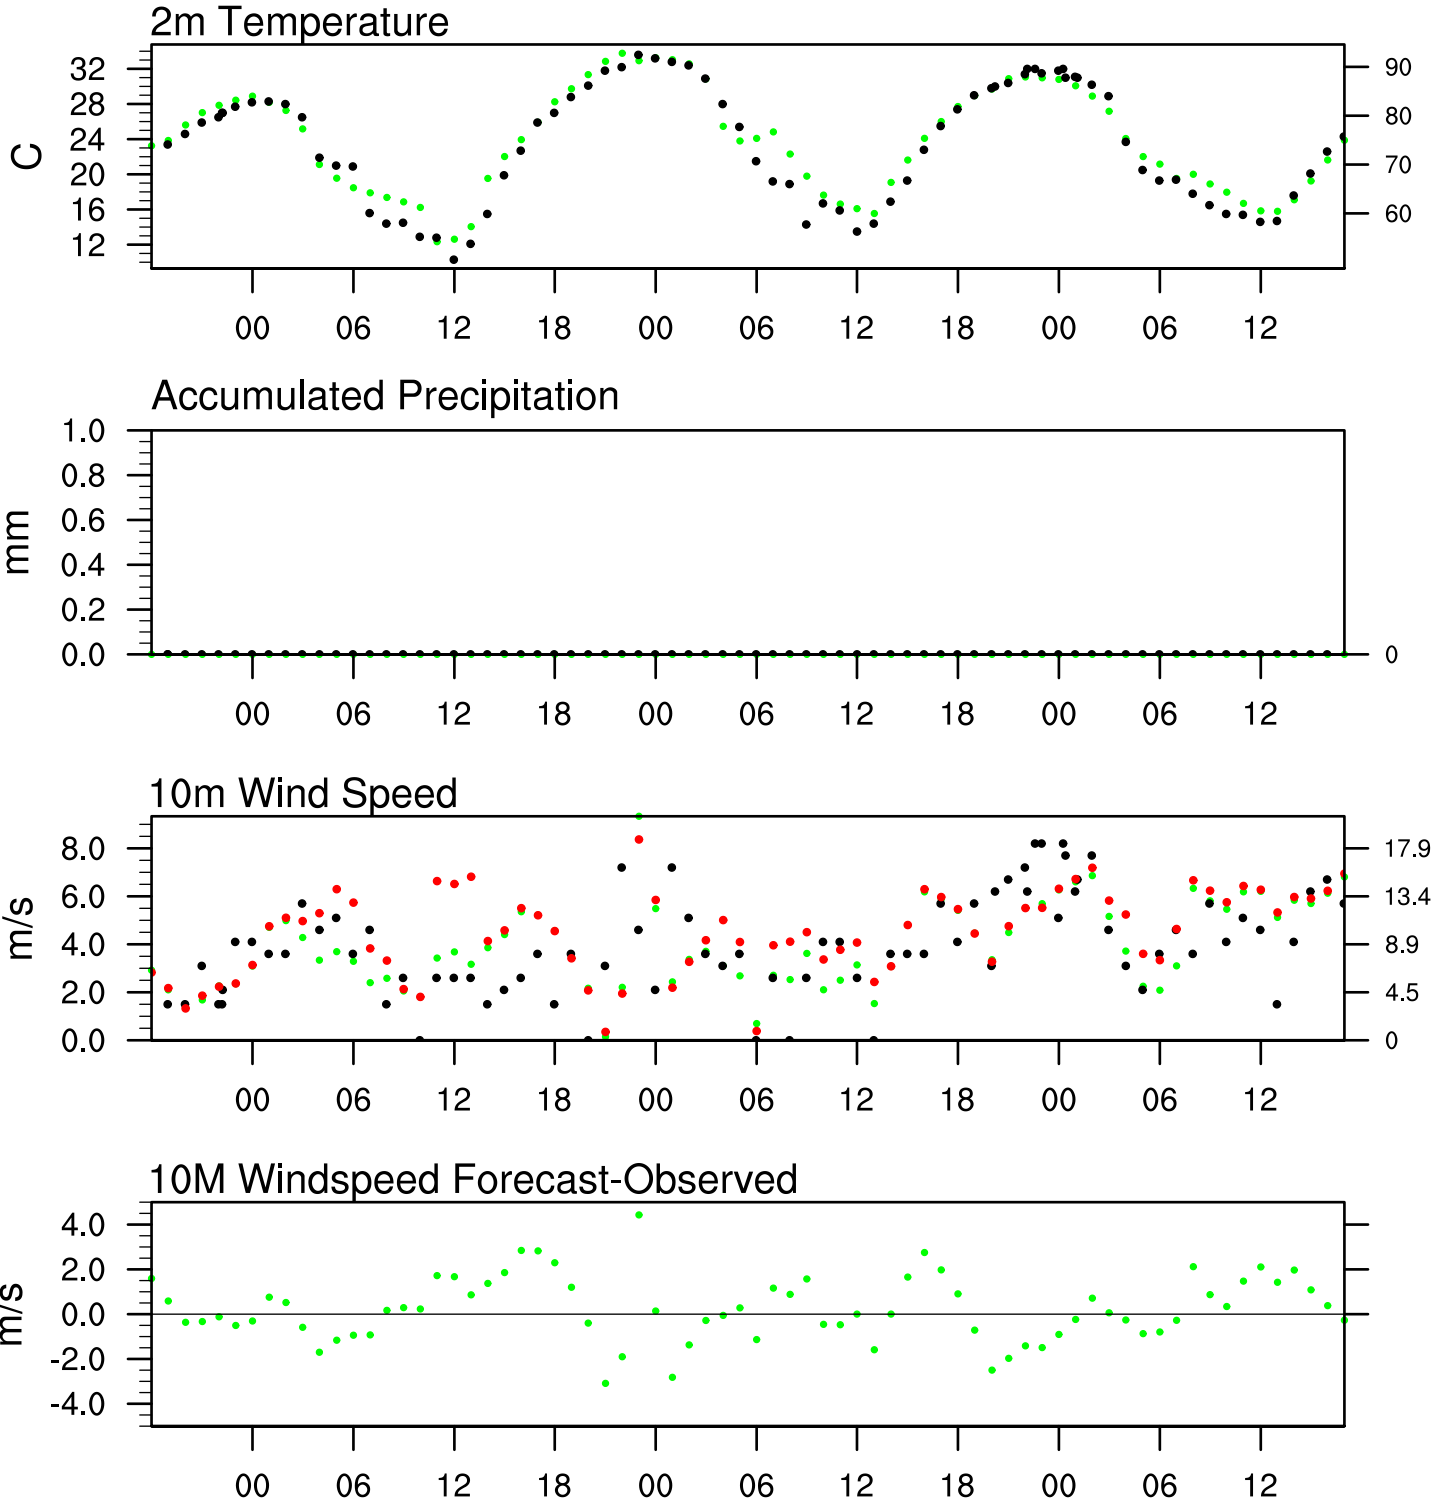 2m Temperature
32
28
24
20
16
12
C
90
80
70
60
00 06 12 18 00 06 12 18 00 06 12
Accumulated Precipitation
1.0
0.8
0.6
0.4
0.2
0.0
mm
0
00 06 12 18 00 06 12 18 00 06 12
10m Wind Speed
8.0
6.0
4.0
2.0
0.0
m/s
17.9
13.4
8.9
4.5
0
00 06 12 18 00 06 12 18 00 06 12
10M Windspeed Forecast-Observed
4.0
2.0
0.0
-2.0
-4.0
m/s
00 06 12 18 00 06 12 18 00 06 12